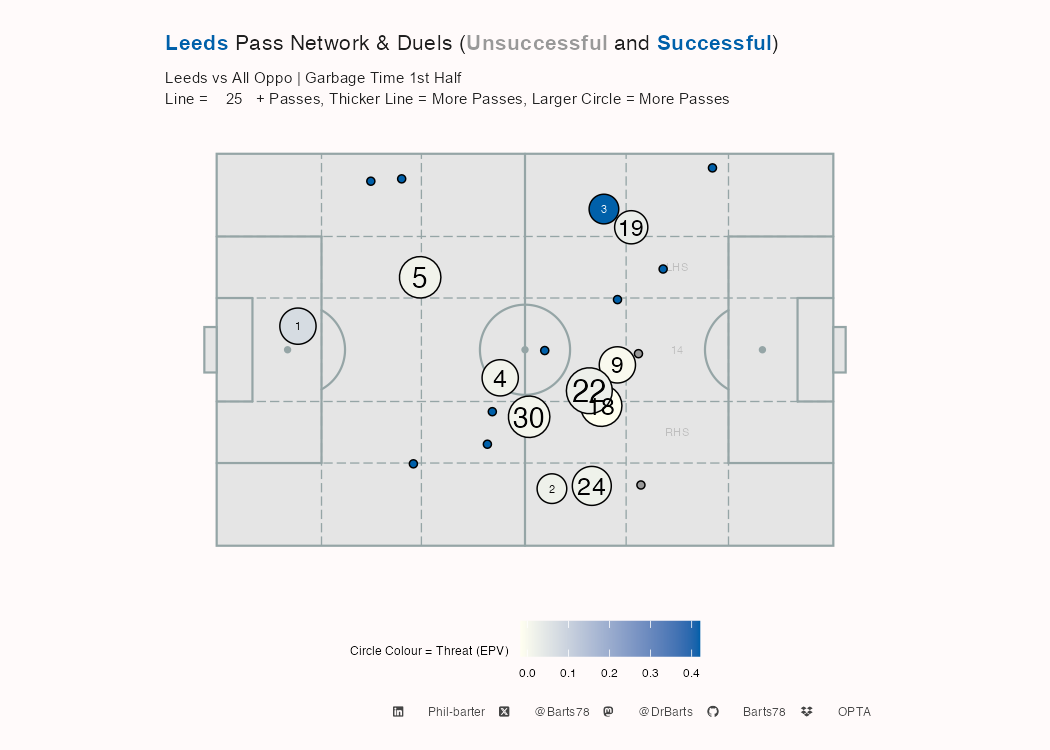 Leeds Pass Network & Duels (Unsuccessful and Successful)
Leeds vs All Oppo | Garbage Time 1st Half
Line = 25 + Passes, Thicker Line = More Passes, Larger Circle = More Passes
3
19
LHS
5
1
14
9
4
22
18
30
RHS
2
24
Circle Colour = Threat (EPV)
0.0 0.1 0.2 0.3 0.4
Phil-barter @Barts78 @DrBarts Barts78 OPTA